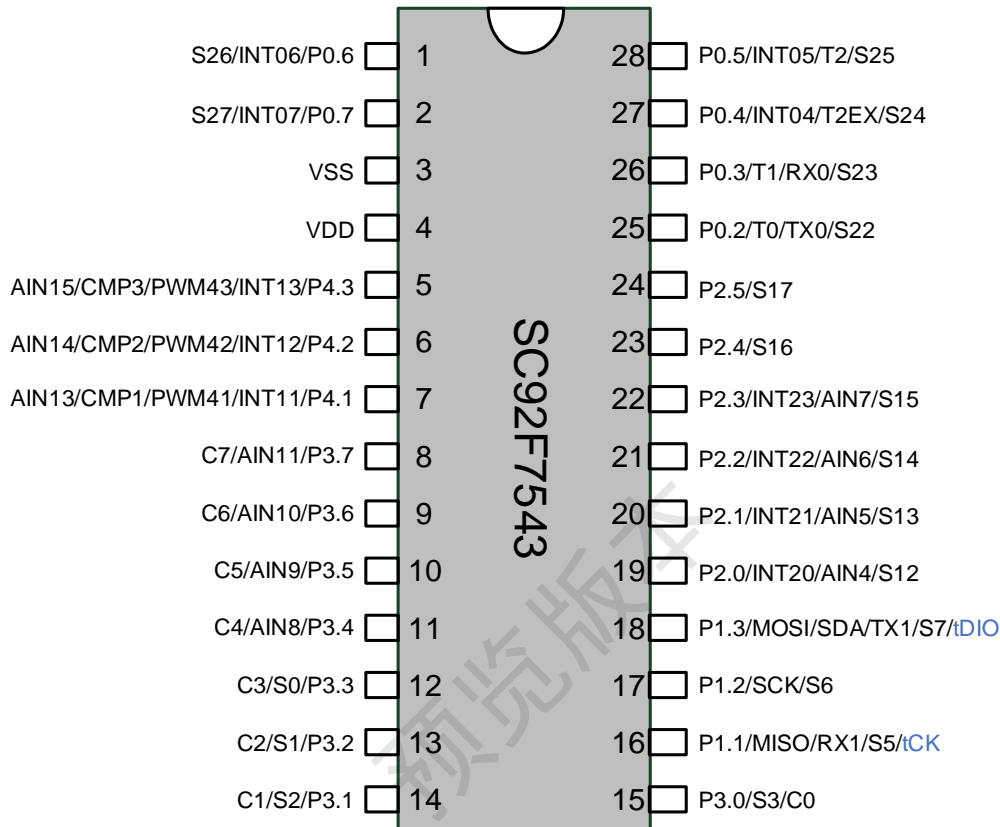 S26/INT06/P0.6 1 28 P0.5/INT05/T2/S25
S27/INT07/P0.7 2 27 P0.4/INT04/T2EX/S24
VSS 3 26 P0.3/T1/RX0/S23
VDD 4 25 P0.2/T0/TX0/S22
AIN15/CMP3/PWM43/INT13/P4.3 5 24 P2.5/S17
AIN14/CMP2/PWM42/INT12/P4.2 6 23 P2.4/S16
AIN13/CMP1/PWM41/INT11/P4.1 7 22 P2.3/INT23/AIN7/S15
C7/AIN11/P3.7 8 21 P2.2/INT22/AIN6/S14
C6/AIN10/P3.6 9 20 P2.1/INT21/AIN5/S13
C5/AIN9/P3.5 10 19 P2.0/INT20/AIN4/S12
C4/AIN8/P3.4 11 18 P1.3/MOSI/SDA/TX1/S7/tDIO
C3/S0/P3.3 12 17 P1.2/SCK/S6
C2/S1/P3.2 13 16 P1.1/MISO/RX1/S5/tCK
C1/S2/P3.1 14 15 P3.0/S3/C0
SC92F7543
预览版本